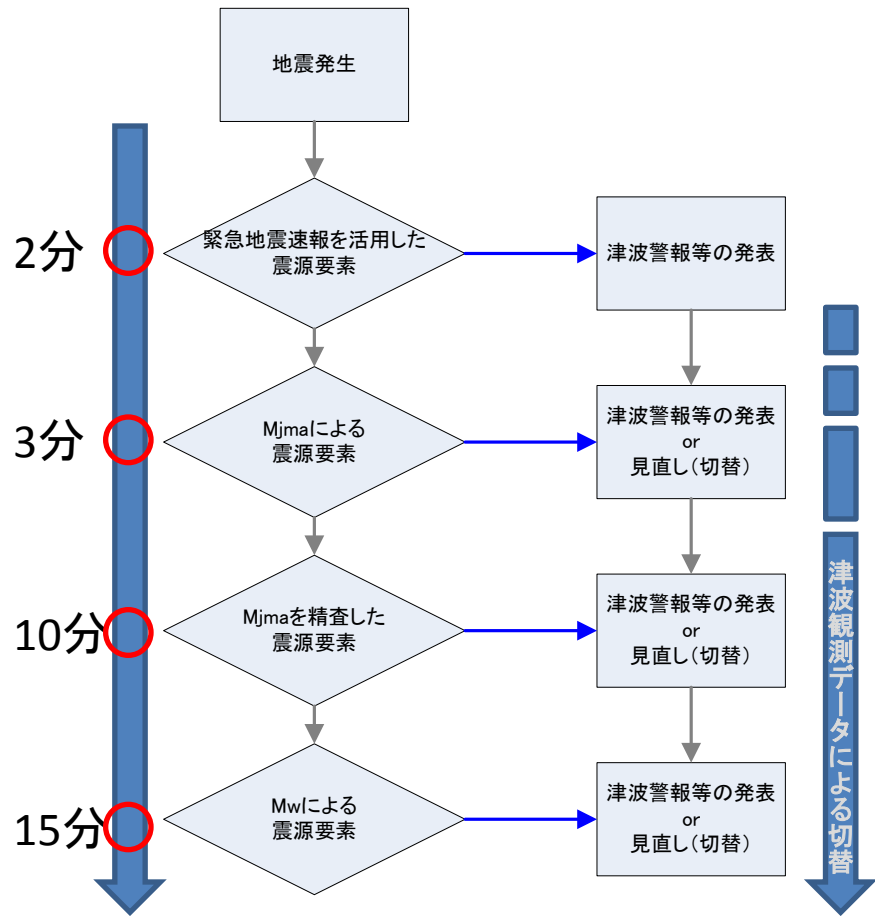 地震発生
2分
緊急地震速報を活用した
震源要素
津波警報等の発表
3分
Mjmaによる
震源要素
津波警報等の発表
or
見直し(切替)
10分
Mjmaを精査した
震源要素
津波警報等の発表
or
見直し(切替)
15分
Mwによる
震源要素
津波警報等の発表
or
見直し(切替)
津波観測データによる切替